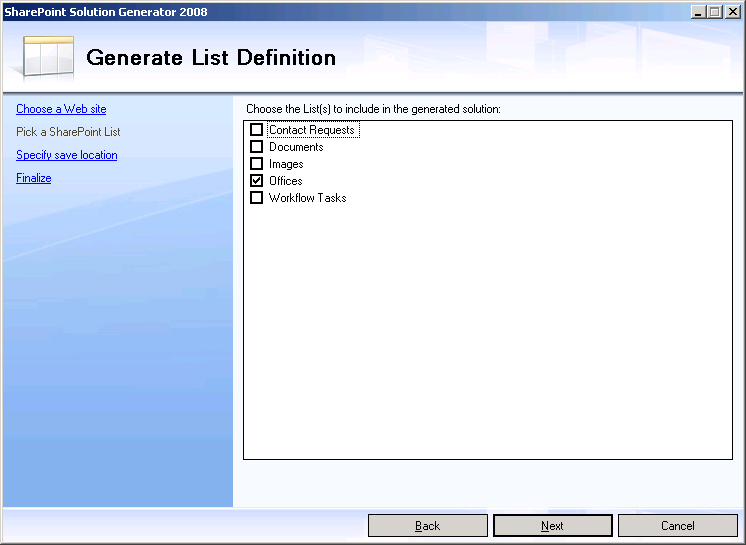 SharePoint Solution Generator 2008
Generate List Definition
Choose a Web site
Pick a SharePoint List
Specify save location
Finalize
Choose the List(s) to include in the generated solution:
Contact Requests
Documents
Images
Offices
Workflow Tasks
Back
Next
Cancel